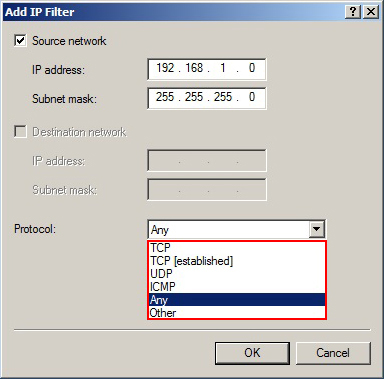 Add IP Filter
Source network
IP address: 192 . 168 . 1 . 0
Subnet mask: 255 . 255 . 255 . 0
Destination network
IP address: . . .
Subnet mask: . . .
Protocol: Any
TCP
TCP [established]
UDP
ICMP
Any
Other
OK Cancel